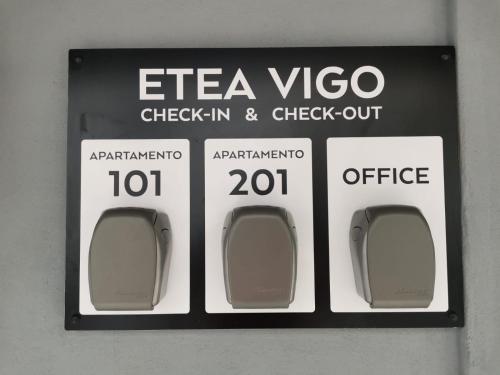 ETEA VIGO
CHECK-IN & CHECK-OUT
APARTAMENTO
101
APARTAMENTO
201
OFFICE